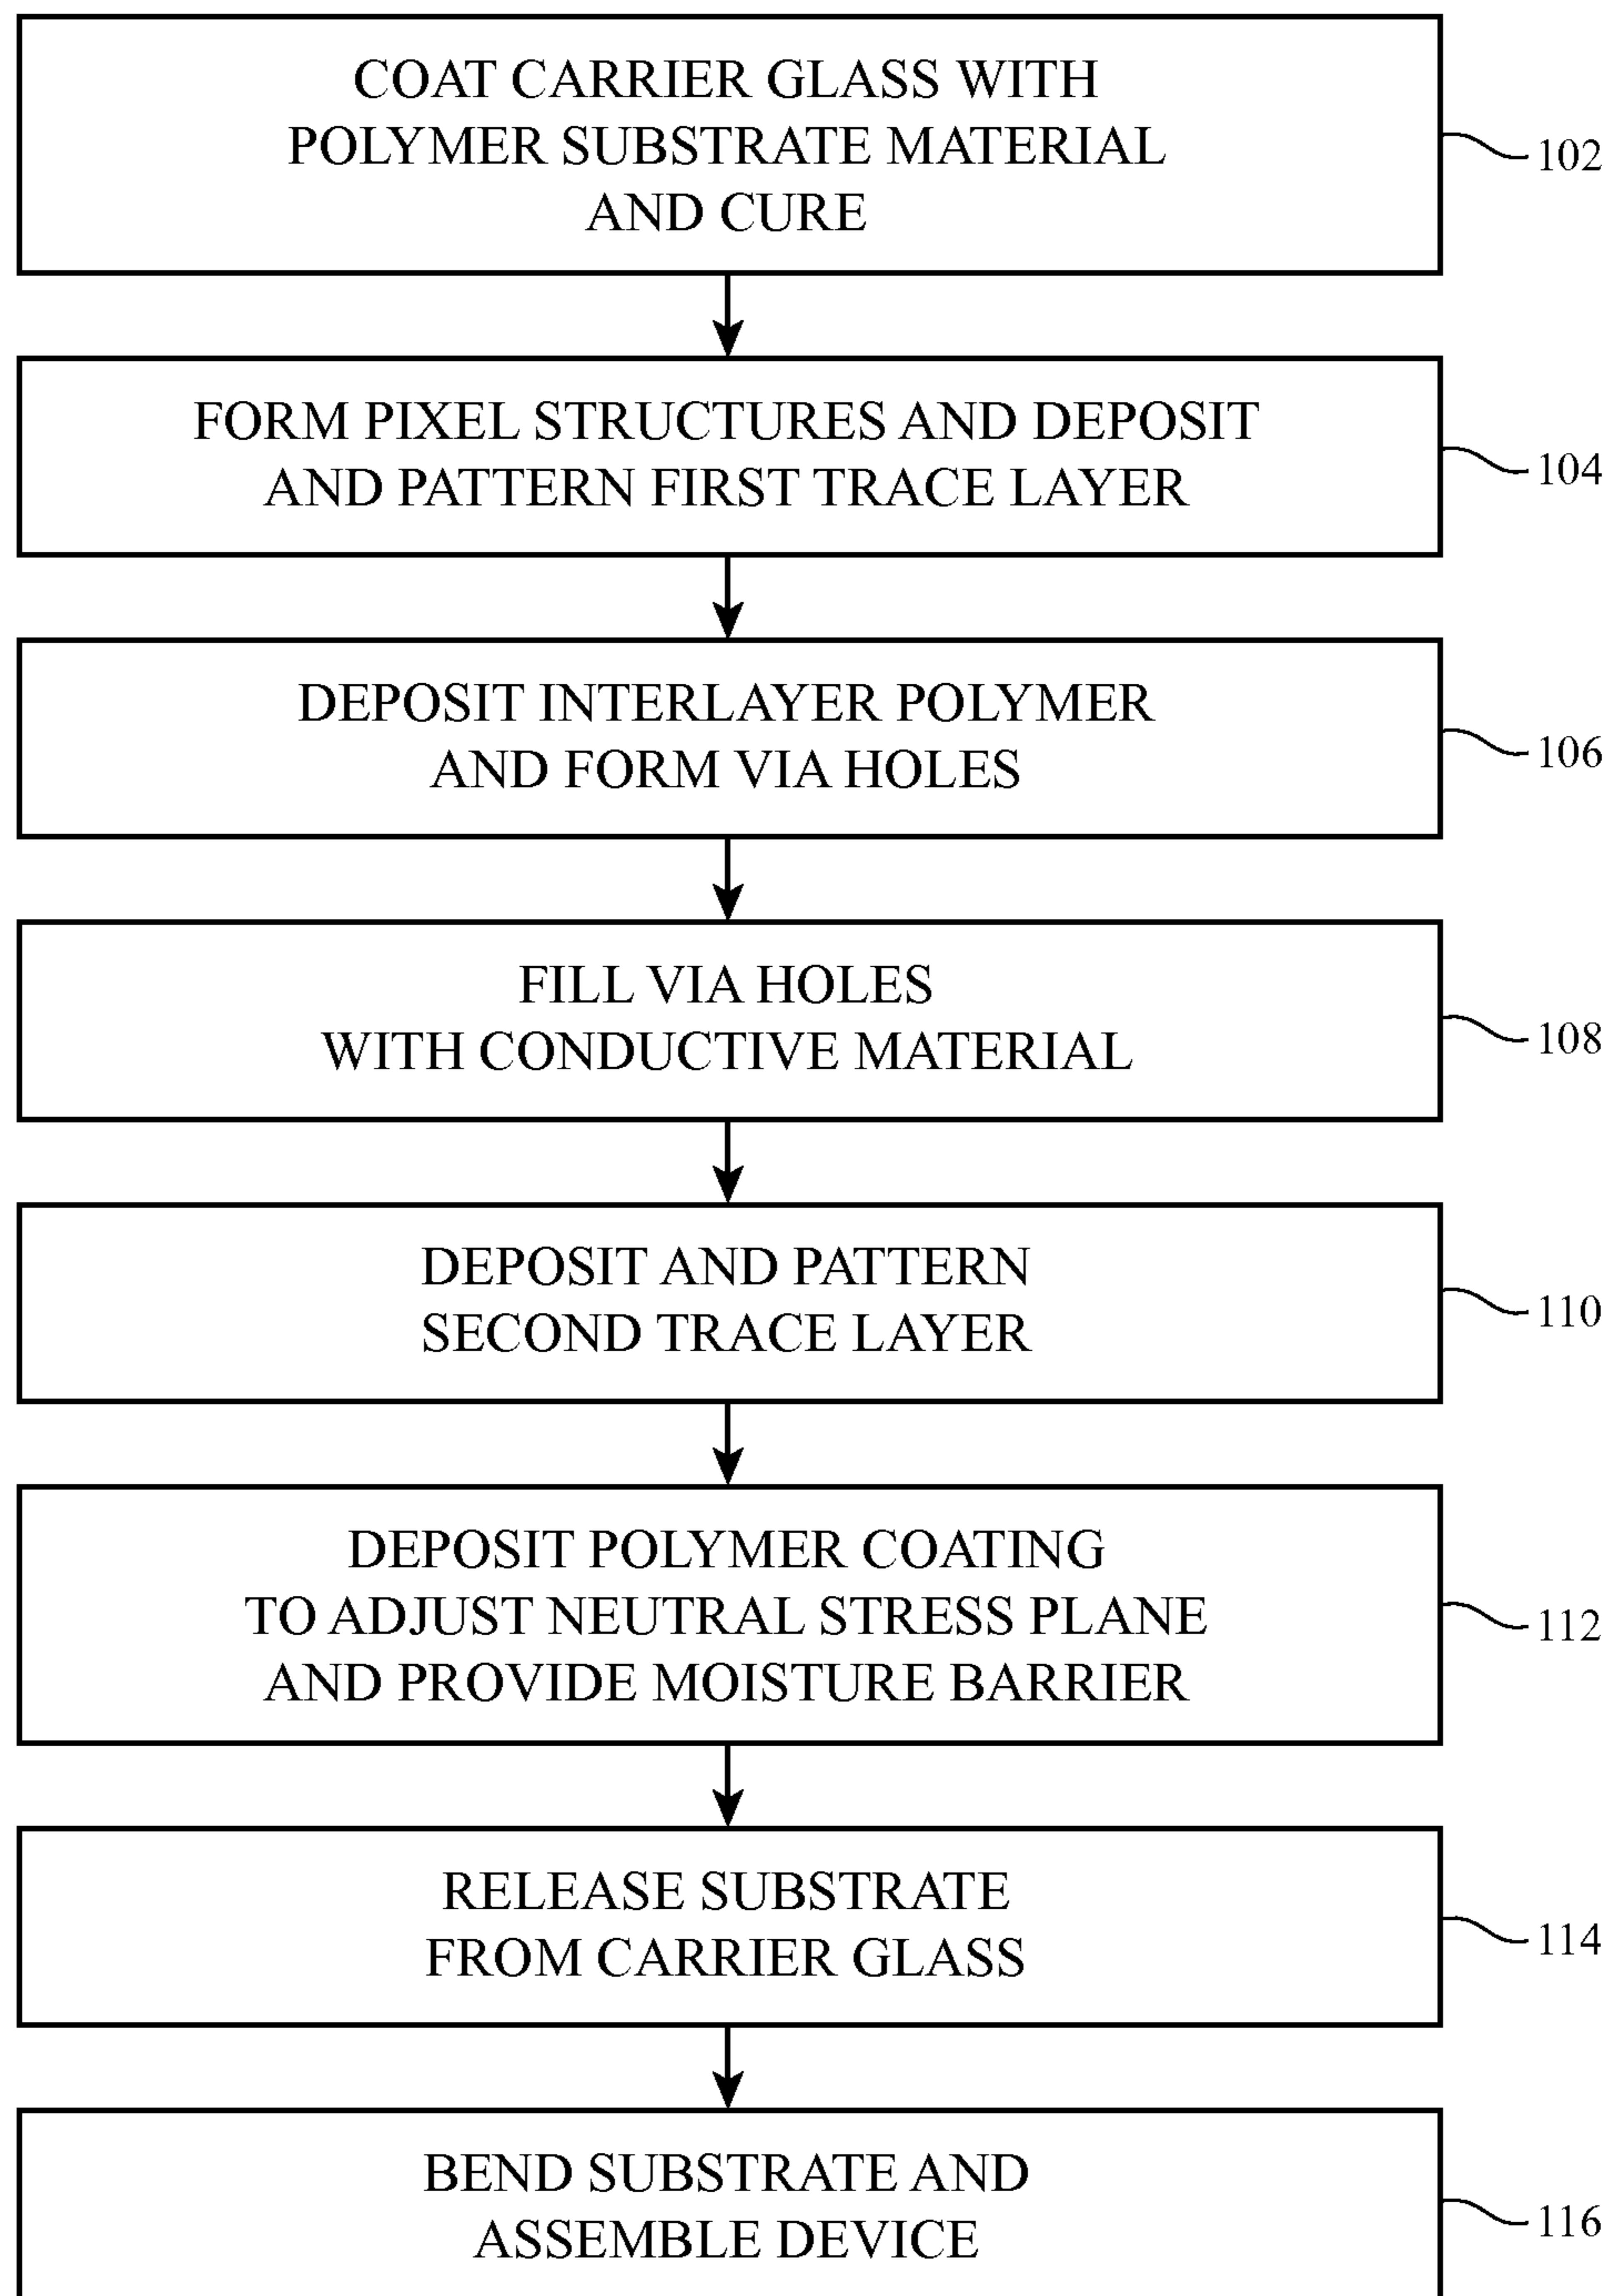 COAT CARRIER GLASS WITH
POLYMER SUBSTRATE MATERIAL
AND CURE
102
FORM PIXEL STRUCTURES AND DEPOSIT
AND PATTERN FIRST TRACE LAYER
104
DEPOSIT INTERLAYER POLYMER
AND FORM VIA HOLES
106
FILL VIA HOLES
WITH CONDUCTIVE MATERIAL
108
DEPOSIT AND PATTERN
SECOND TRACE LAYER
110
DEPOSIT POLYMER COATING
TO ADJUST NEUTRAL STRESS PLANE
AND PROVIDE MOISTURE BARRIER
112
RELEASE SUBSTRATE
FROM CARRIER GLASS
114
BEND SUBSTRATE AND
ASSEMBLE DEVICE
116